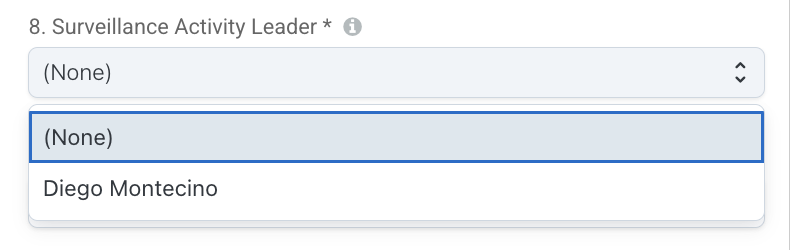 8. Surveillance Activity Leader *
(None)
(None)
Diego Montecino